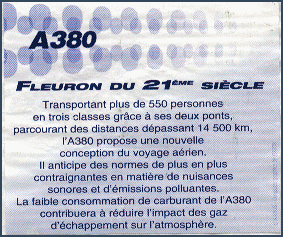 A380
FLEURON DU 21ÈME SIÈCLE
Transportant plus de 550 personnes
en trois classes grâce à ses deux ponts,
parcourant des distances dépassant 14 500 km,
l'A380 propose une nouvelle
conception du voyage aérien.
Il anticipe des normes de plus en plus
contraignantes en matière de nuisances
sonores et d'émissions polluantes.
La faible consommation de carburant de l'A380
contribuera à réduire l'impact des gaz
d'échappement sur l'atmosphère.